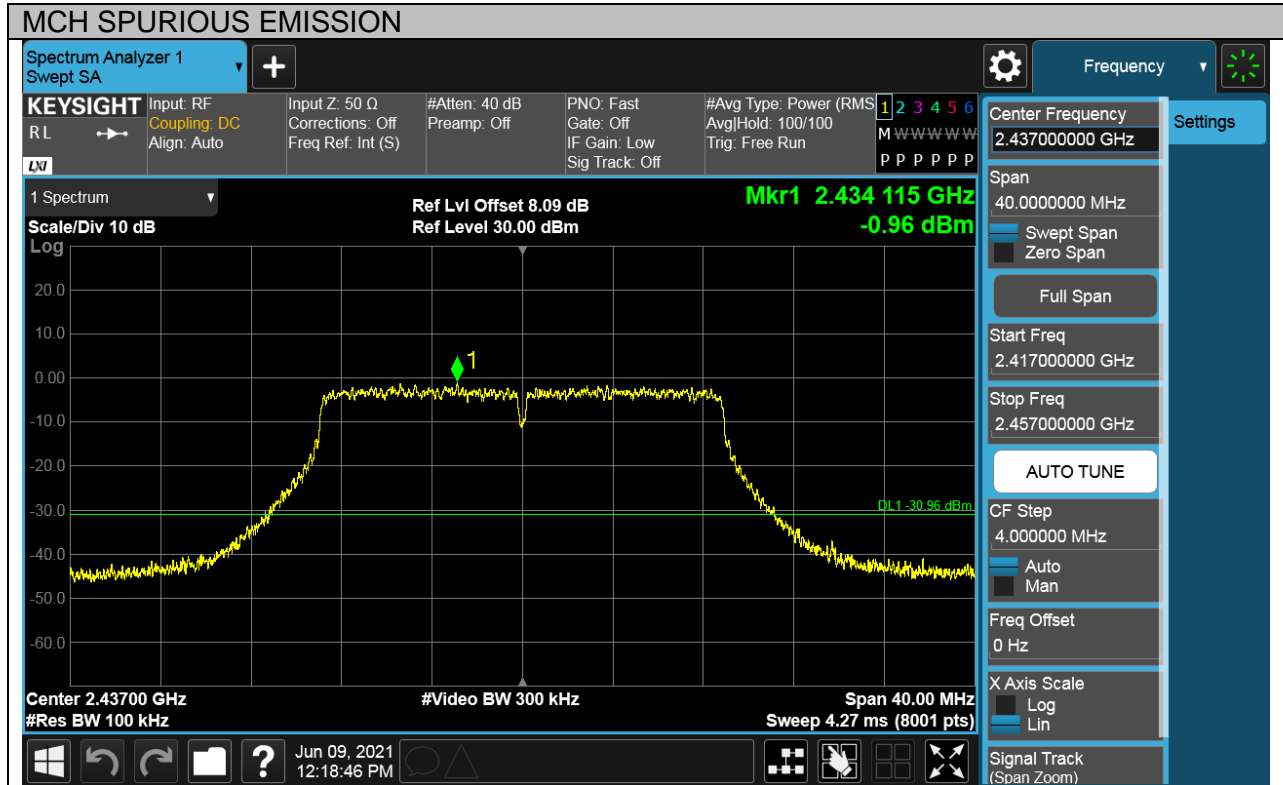 MCH SPURIOUS EMISSION
Spectrum Analyzer 1
Swept SA
+
Frequency
KEYSIGHT
RL
LXI
Input: RF
Coupling: DC
Align: Auto
Input Z: 50 Ω
Corrections: Off
Freq Ref: Int (S)
#Atten: 40 dB
Preamp: Off
PNO: Fast
Gate: Off
IF Gain: Low
Sig Track: Off
#Avg Type: Power (RMS
Avg|Hold: 100/100
Trig: Free Run
1 2 3 4 5 6
M W W W W W
P P P P P P
1 Spectrum
Scale/Div 10 dB
Ref Lvl Offset 8.09 dB
Ref Level 30.00 dBm
Mkr1 2.434 115 GHz
-0.96 dBm
Log
20.0
10.0
0.00
-10.0
-20.0
-30.0
-40.0
-50.0
-60.0
1
DL1 -30.96 dBm
Center 2.43700 GHz
#Res BW 100 kHz
#Video BW 300 kHz
Span 40.00 MHz
Sweep 4.27 ms (8001 pts)
?
Jun 09, 2021
12:18:46 PM
Center Frequency
2.437000000 GHz
Settings
Span
40.0000000 MHz
Swept Span
Zero Span
Full Span
Start Freq
2.417000000 GHz
Stop Freq
2.457000000 GHz
AUTO TUNE
CF Step
4.000000 MHz
Auto
Man
Freq Offset
0 Hz
X Axis Scale
Log
Lin
Signal Track
(Span Zoom)